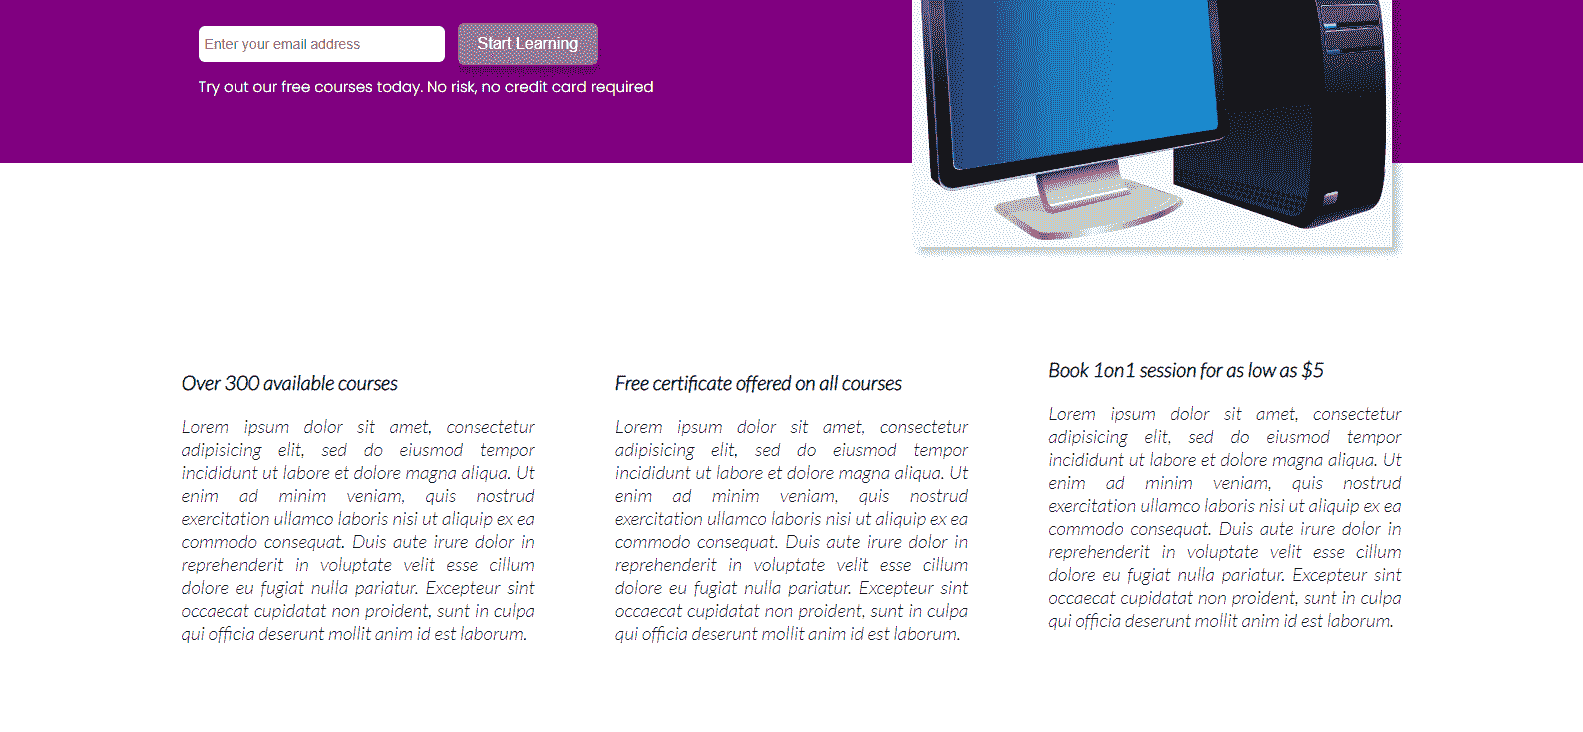 Enter your email address
Start Learning
Try out our free courses today. No risk, no credit card required
Over 300 available courses
Lorem ipsum dolor sit amet, consectetur
adipisicing elit, sed do eiusmod tempor
incididunt ut labore et dolore magna aliqua. Ut
enim ad minim veniam, quis nostrud
exercitation ullamco laboris nisi ut aliquip ex ea
commodo consequat. Duis aute irure dolor in
reprehenderit in voluptate velit esse cillum
dolore eu fugiat nulla pariatur. Excepteur sint
occaecat cupidatat non proident, sunt in culpa
qui officia deserunt mollit anim id est laborum.
Free certificate offered on all courses
Lorem ipsum dolor sit amet, consectetur
adipisicing elit, sed do eiusmod tempor
incididunt ut labore et dolore magna aliqua. Ut
enim ad minim veniam, quis nostrud
exercitation ullamco laboris nisi ut aliquip ex ea
commodo consequat. Duis aute irure dolor in
reprehenderit in voluptate velit esse cillum
dolore eu fugiat nulla pariatur. Excepteur sint
occaecat cupidatat non proident, sunt in culpa
qui officia deserunt mollit anim id est laborum.
Book 1on1 session for as low as $5
Lorem ipsum dolor sit amet, consectetur
adipisicing elit, sed do eiusmod tempor
incididunt ut labore et dolore magna aliqua. Ut
enim ad minim veniam, quis nostrud
exercitation ullamco laboris nisi ut aliquip ex ea
commodo consequat. Duis aute irure dolor in
reprehenderit in voluptate velit esse cillum
dolore eu fugiat nulla pariatur. Excepteur sint
occaecat cupidatat non proident, sunt in culpa
qui officia deserunt mollit anim id est laborum.